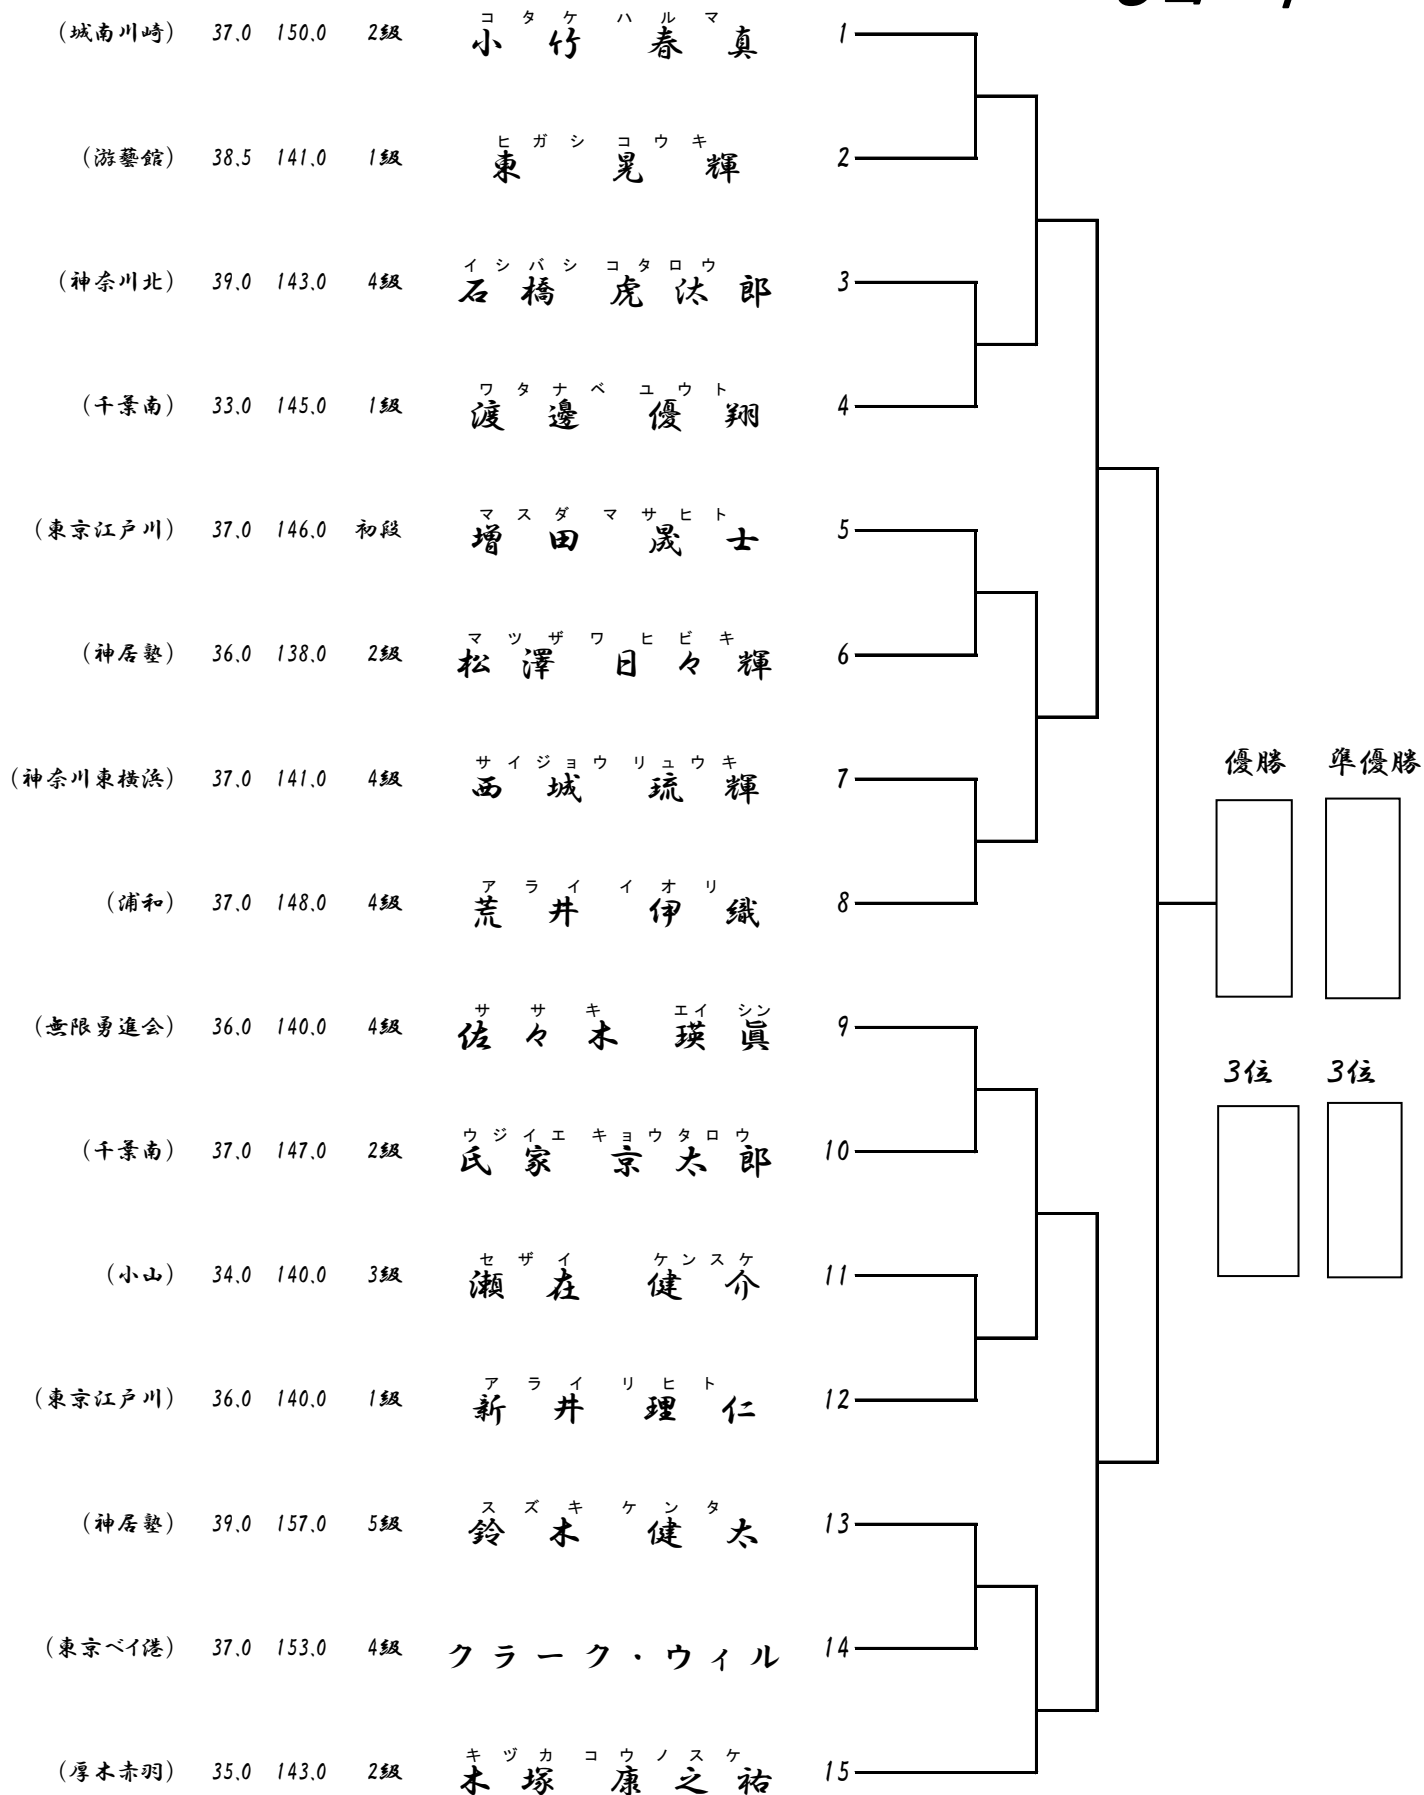 コタケ ハルマ
(城南川崎) 37.0 150.0 2級 小竹 春真 1
ヒガシ コウキ
(游藝館) 38.5 141.0 1級 東 晃輝 2
イシバシ コタロウ
(神奈川北) 39.0 143.0 4級 石橋 虎汰郎 3
ワタナベ ユウト
(千葉南) 33.0 145.0 1級 渡邊 優翔 4
マスダ マサヒト
(東京江戸川) 37.0 146.0 初段 増田 晟士 5
マツザワ ヒビキ
(神居塾) 36.0 138.0 2級 松澤 日々輝 6
サイジョウ リュウキ
(神奈川東横浜) 37.0 141.0 4級 西城 琉輝 7
優勝 準優勝
アライ イオリ
(浦和) 37.0 148.0 4級 荒井 伊織 8
ササキ エイシン
(無限勇進会) 36.0 140.0 4級 佐々木 瑛眞 9
3位 3位
ウジイエ キョウタロウ
(千葉南) 37.0 147.0 2級 氏家 京太郎 10
セザイ ケンスケ
(小山) 34.0 140.0 3級 瀬在 健介 11
アライ リヒト
(東京江戸川) 36.0 140.0 1級 新井 理仁 12
スズキ ケンタ
(神居塾) 39.0 157.0 5級 鈴木 健太 13
(東京ベイ港) 37.0 153.0 4級 クラーク・ウィル 14
キヅカ コウノスケ
(厚木赤羽) 35.0 143.0 2級 木塚 康之祐 15